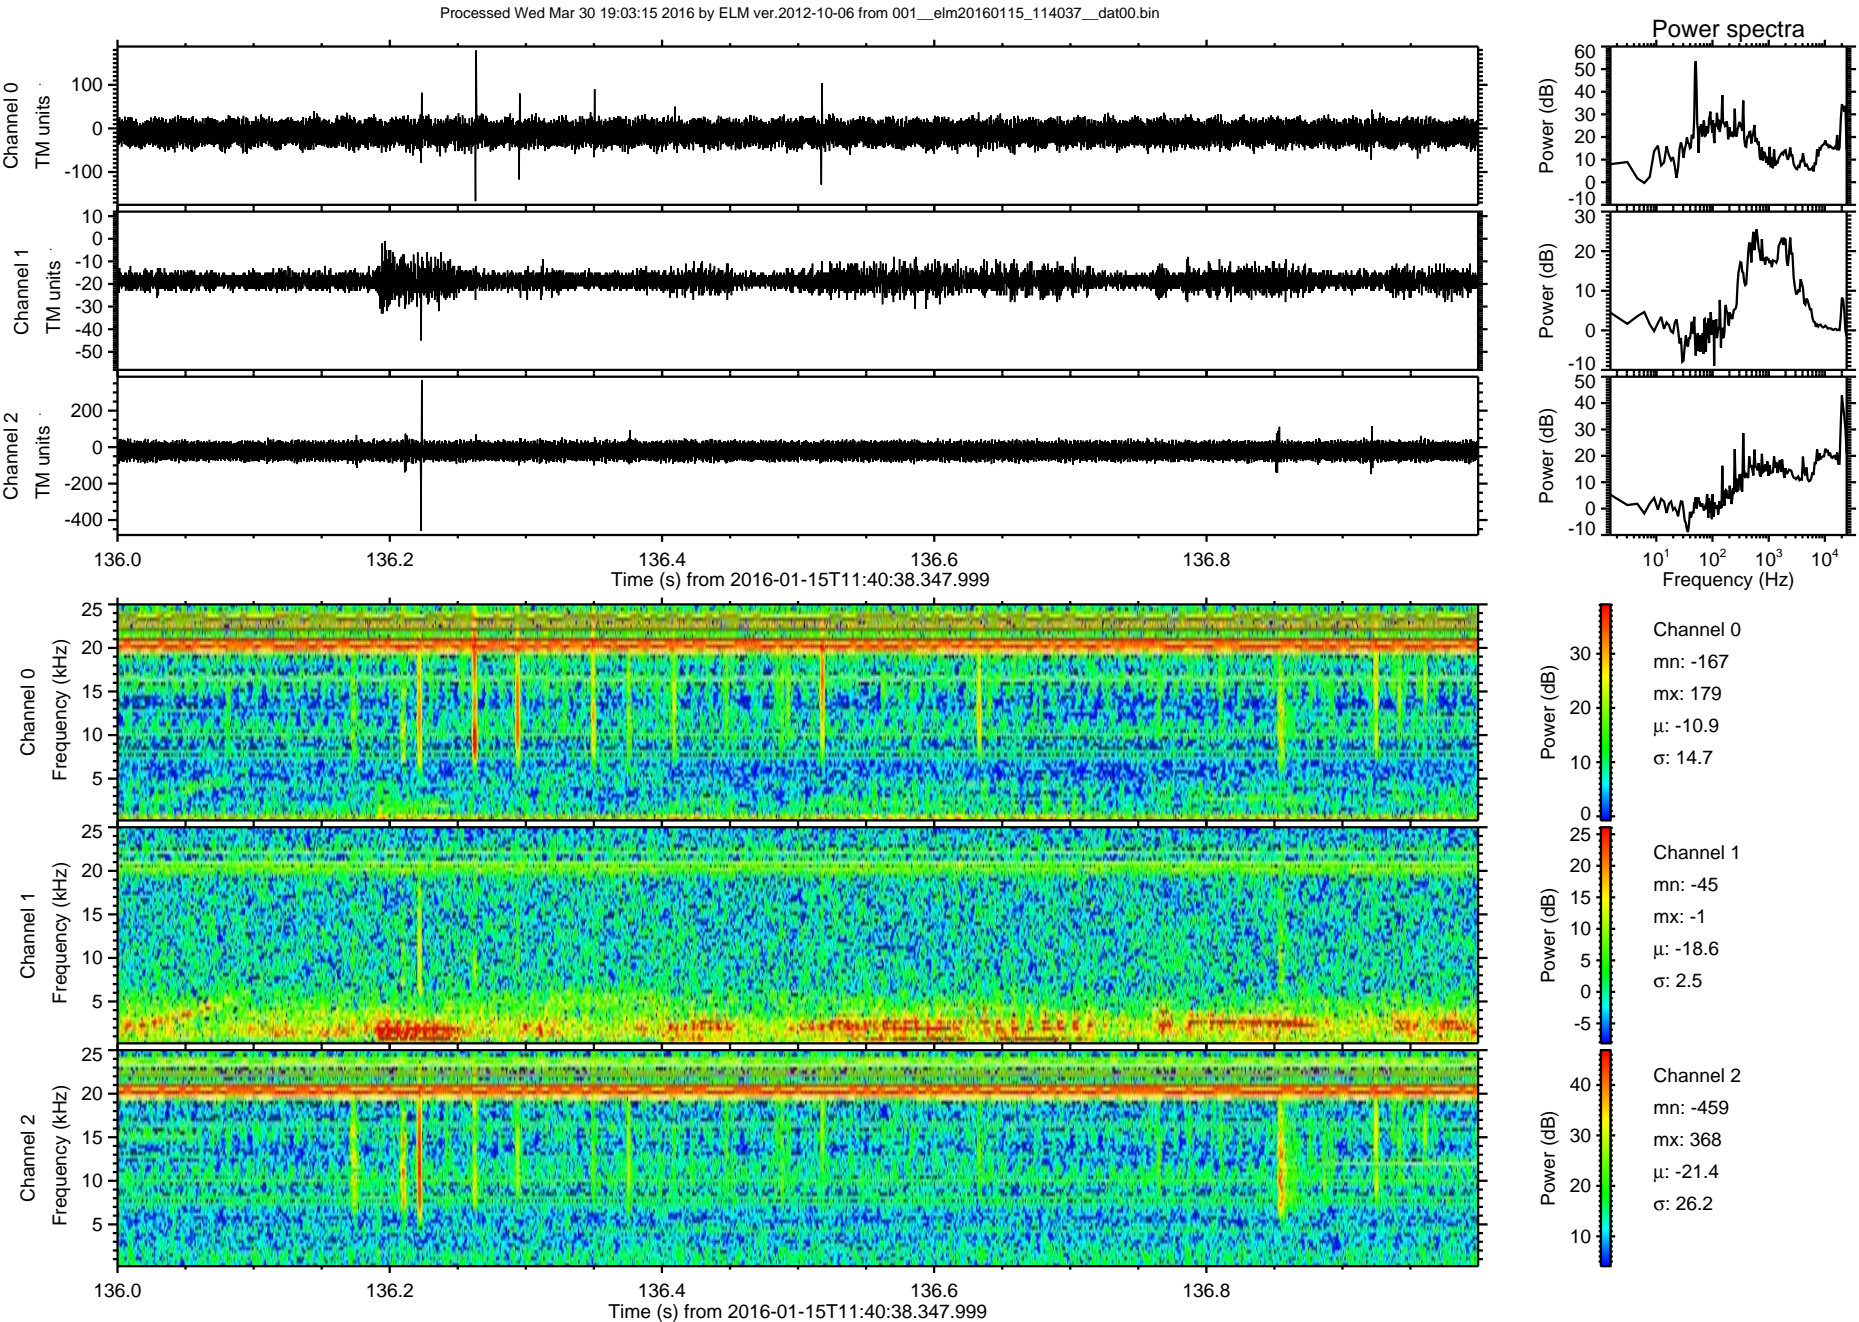 Processed Wed Mar 30 19:03:15 2016 by ELM ver.2012-10-06 from 001__elm20160115_114037__dat00.bin
Power spectra
Channel 0
TM units
100
0
-100
Power (dB)
60
50
40
30
20
10
0
-10
Channel 1
TM units
10
0
-10
-20
-30
-40
-50
Power (dB)
30
20
10
0
-10
Channel 2
TM units
200
0
-200
-400
Power (dB)
50
40
30
20
10
0
-10
136.0 136.2 136.4 136.6 136.8
Time (s) from 2016-01-15T11:40:38.347.999
10¹ 10² 10³ 10⁴
Frequency (Hz)
Channel 0
Frequency (kHz)
25
20
15
10
5
Power (dB)
30
20
10
0
Channel 0
mn: -167
mx: 179
μ: -10.9
σ: 14.7
Channel 1
Frequency (kHz)
25
20
15
10
5
Power (dB)
25
20
15
10
5
0
-5
Channel 1
mn: -45
mx: -1
μ: -18.6
σ: 2.5
Channel 2
Frequency (kHz)
25
20
15
10
5
Power (dB)
40
30
20
10
Channel 2
mn: -459
mx: 368
μ: -21.4
σ: 26.2
136.0 136.2 136.4 136.6 136.8
Time (s) from 2016-01-15T11:40:38.347.999